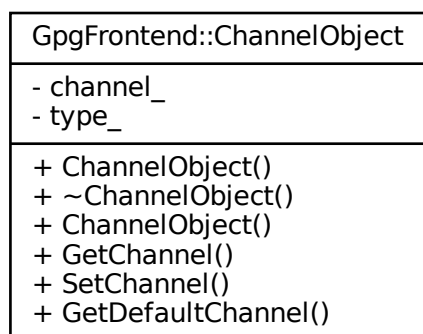 GpgFrontend::ChannelObject
- channel_
- type_
+ ChannelObject()
+ ~ChannelObject()
+ ChannelObject()
+ GetChannel()
+ SetChannel()
+ GetDefaultChannel()